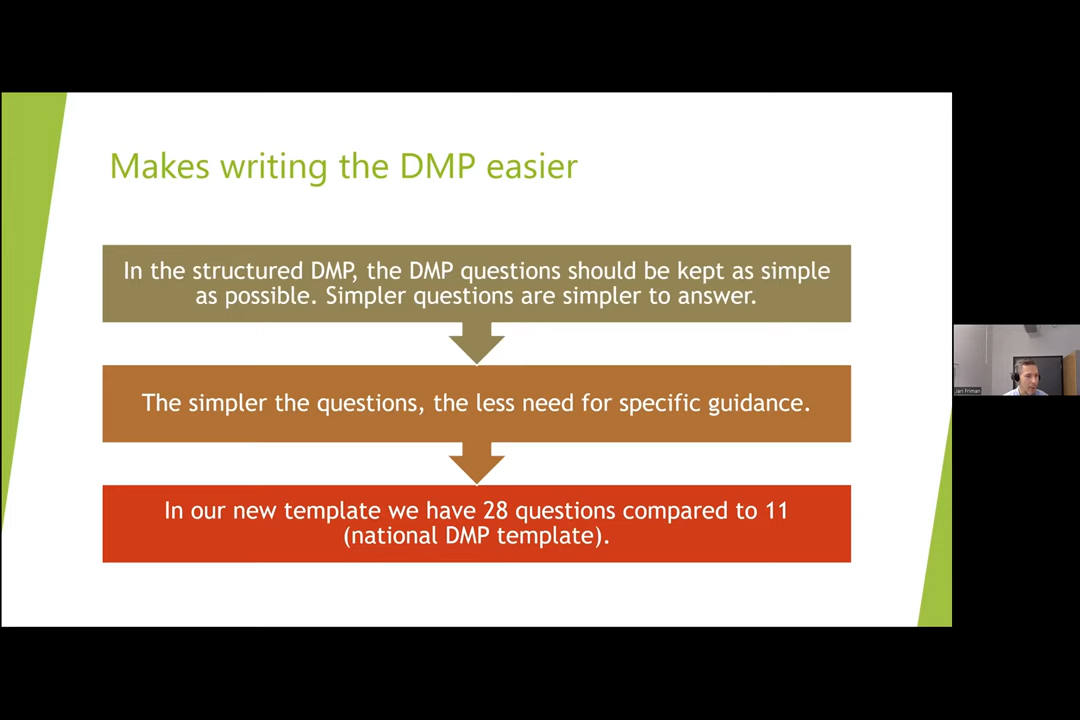 Makes writing the DMP easier
In the structured DMP, the DMP questions should be kept as simple
as possible. Simpler questions are simpler to answer.
The simpler the questions, the less need for specific guidance.
In our new template we have 28 questions compared to 11
(national DMP template).
Jari Friman